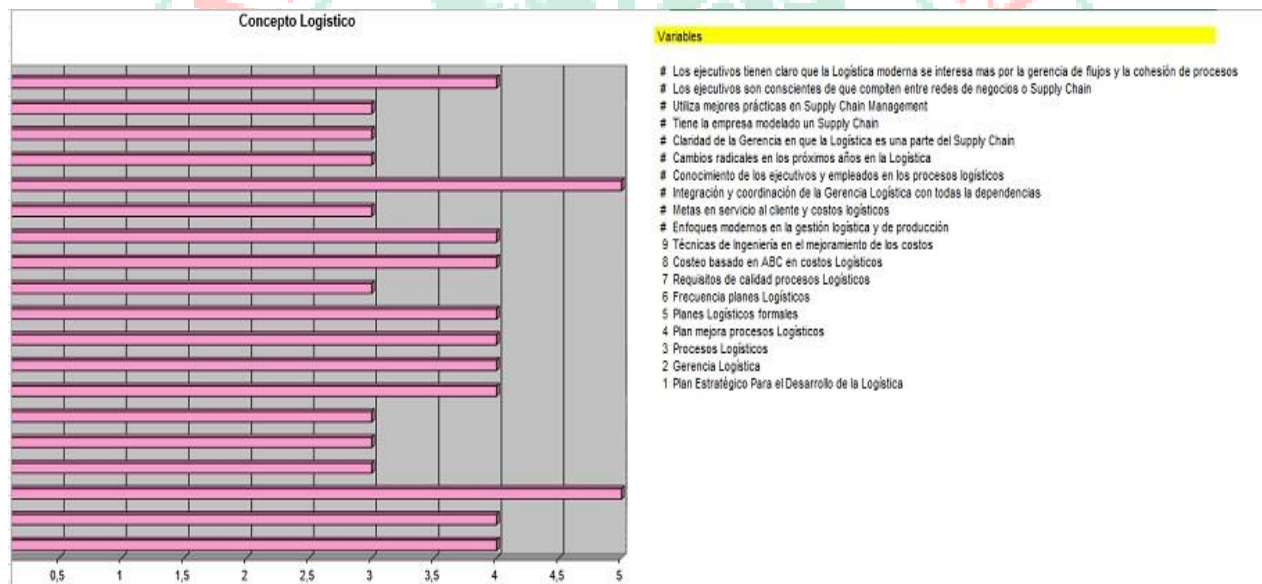 Concepto Logístico
0,5 1 1,5 2 2,5 3 3,5 4 4,5 5
Variables
# Los ejecutivos tienen claro que la Logística moderna se interesa mas por la gerencia de flujos y la cohesión de procesos
# Los ejecutivos son conscientes de que compiten entre redes de negocios o Supply Chain
# Utiliza mejores prácticas en Supply Chain Management
# Tiene la empresa modelado un Supply Chain
# Claridad de la Gerencia en que la Logística es una parte del Supply Chain
# Cambios radicales en los próximos años en la Logística
# Conocimiento de los ejecutivos y empleados en los procesos logísticos
# Integración y coordinación de la Gerencia Logística con todas la dependencias
# Metas en servicio al cliente y costos logísticos
# Enfoques modernos en la gestión logística y de producción
9 Técnicas de Ingeniería en el mejoramiento de los costos
8 Costeo basado en ABC en costos Logísticos
7 Requisitos de calidad procesos Logísticos
6 Frecuencia planes Logísticos
5 Planes Logísticos formales
4 Plan mejora procesos Logísticos
3 Procesos Logísticos
2 Gerencia Logística
1 Plan Estratégico Para el Desarrollo de la Logística